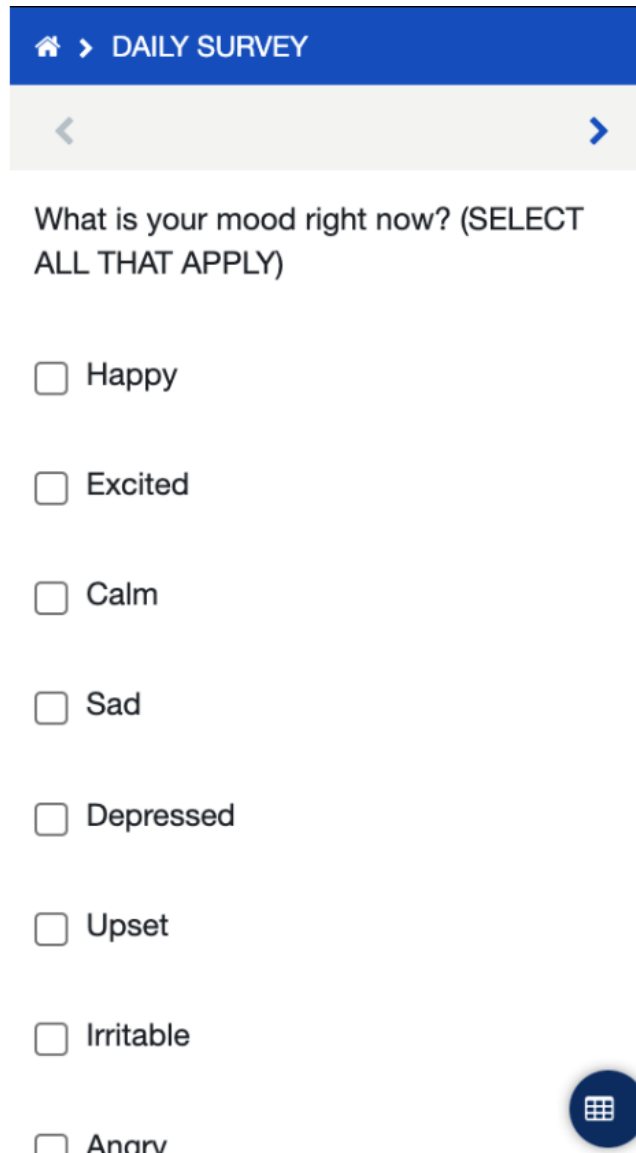 DAILY SURVEY
What is your mood right now? (SELECT
ALL THAT APPLY)
Happy
Excited
Calm
Sad
Depressed
Upset
Irritable
Angry